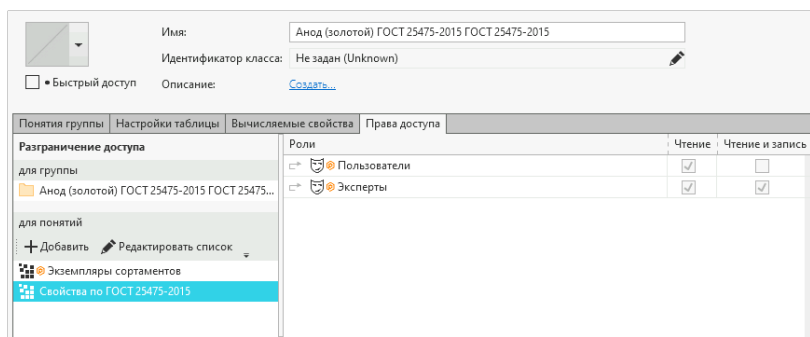 Имя: Анод (золотой) ГОСТ 25475-2015 ГОСТ 25475-2015
Идентификатор класса: Не задан (Unknown)
• Быстрый доступ Описание: Создать...
Понятия группы Настройки таблицы Вычисляемые свойства Права доступа
Разграничение доступа Роли Чтение Чтение и запись
для группы Пользователи
Анод (золотой) ГОСТ 25475-2015 ГОСТ 25475... Эксперты
для понятий
Добавить Редактировать список
Экземпляры сортаментов
Свойства по ГОСТ 25475-2015